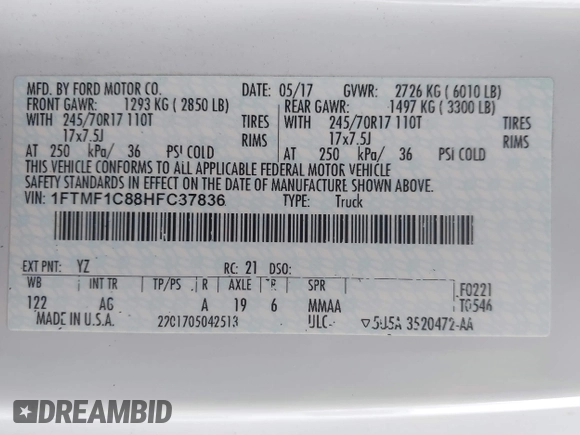 MFD. BY FORD MOTOR CO. DATE: 05/17 GVWR: 2726 KG ( 6010 LB)
FRONT GAWR: 1293 KG ( 2850 LB) REAR GAWR: 1497 KG ( 3300 LB)
WITH 245/70R17 110T TIRES WITH 245/70R17 110T TIRES
17x7.5J RIMS 17x7.5J RIMS
AT 250 kPa/ 36 PSI COLD AT 250 kPa/ 36 PSI COLD
THIS VEHICLE CONFORMS TO ALL APPLICABLE FEDERAL MOTOR VEHICLE
SAFETY STANDARDS IN EFFECT ON THE DATE OF MANUFACTURE SHOWN ABOVE.
VIN: 1FTMF1C88HFC37836 TYPE: Truck
EXT PNT: YZ RC: 21 DSO:
WB INT TR TP/PS R AXLE TR SPR F0221
122 AG A 19 6 MMAA T0546
MADE IN U.S.A. 2201705042513 ULC ▽5U5A 3520472-AA
DREAMBID